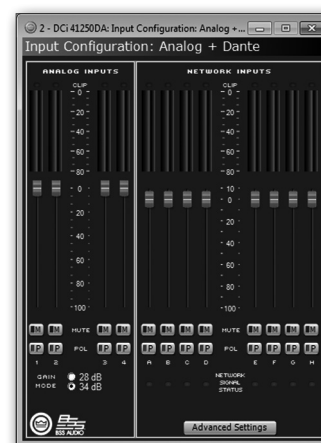 2 - DCi 41250DA: Input Configuration: Analog +...
Input Configuration: Analog + Dante
ANALOG INPUTS
CLIP
- 0 -
- 20 -
- 40 -
- 60 -
- 80 -
- 0 -
20
40
60
80
-100-
MUTE
M M M M
POL
P P P P
1 2 3 4
GAIN MODE
28 dB
34 dB
BSS AUDIO
NETWORK INPUTS
CLIP
- 0 -
- 20 -
- 40 -
- 60 -
- 80 -
10
0
20
40
60
80
-100-
MUTE
M M M M M M M M
POL
P P P P P P P P
A B C D E F G H
NETWORK
SIGNAL
STATUS
Advanced Settings